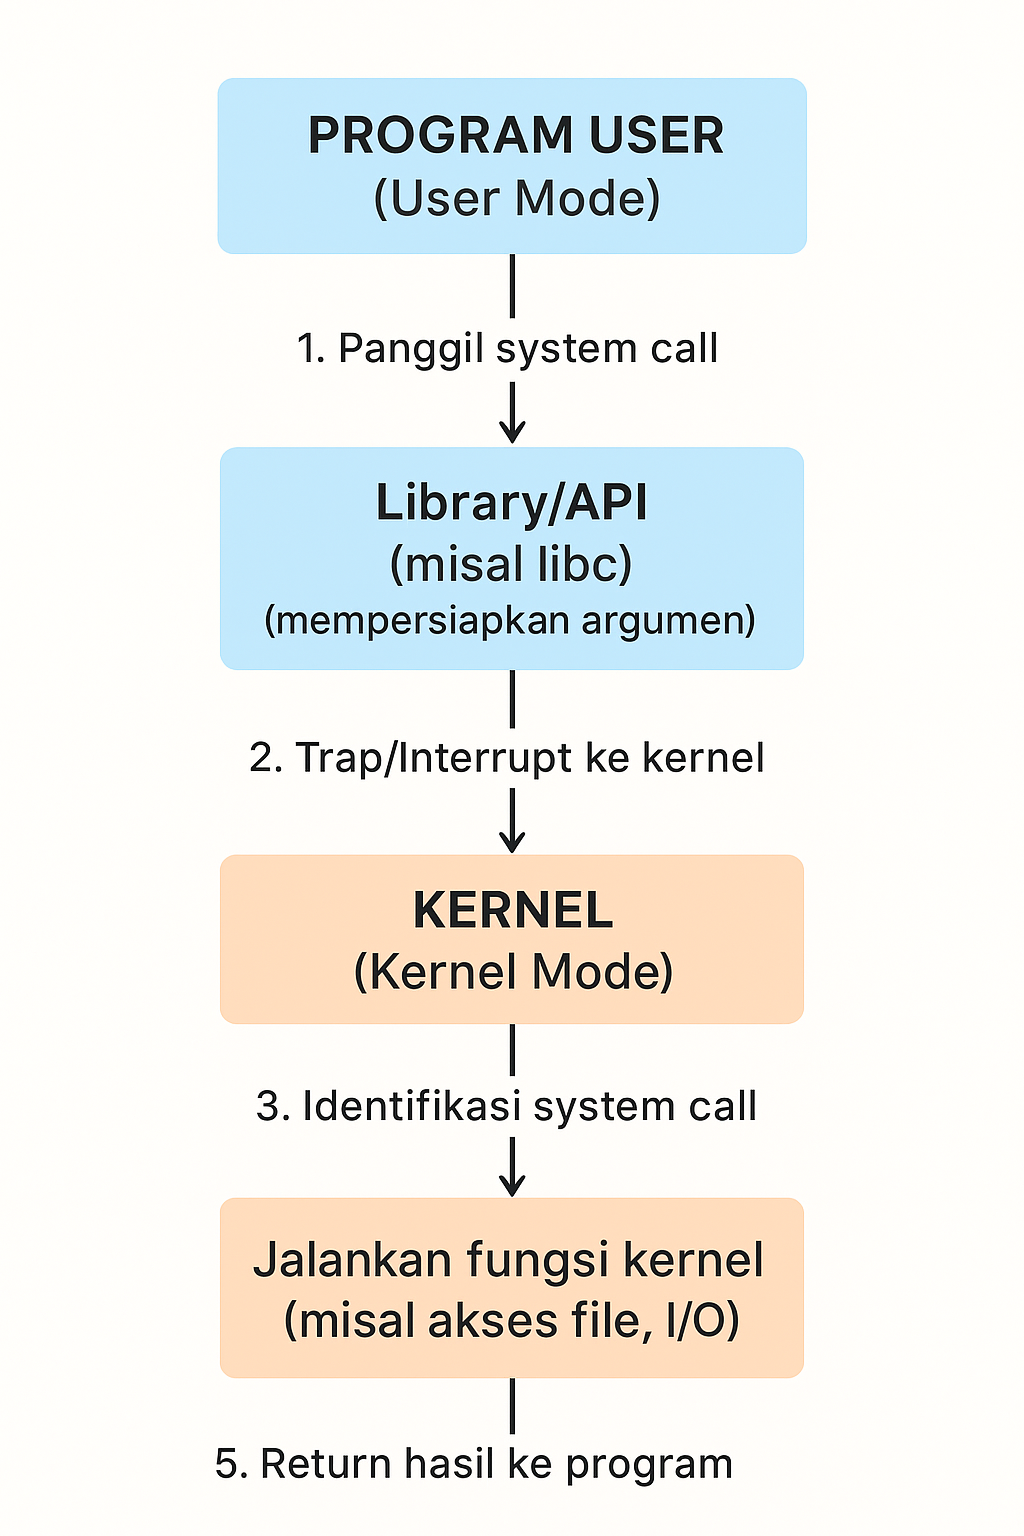 PROGRAM USER
(User Mode)
1. Panggil system call
Library/API
(misal libc)
(mempersiapkan argumen)
2. Trap/Interrupt ke kernel
KERNEL
(Kernel Mode)
3. Identifikasi system call
Jalankan fungsi kernel
(misal akses file, I/O)
5. Return hasil ke program